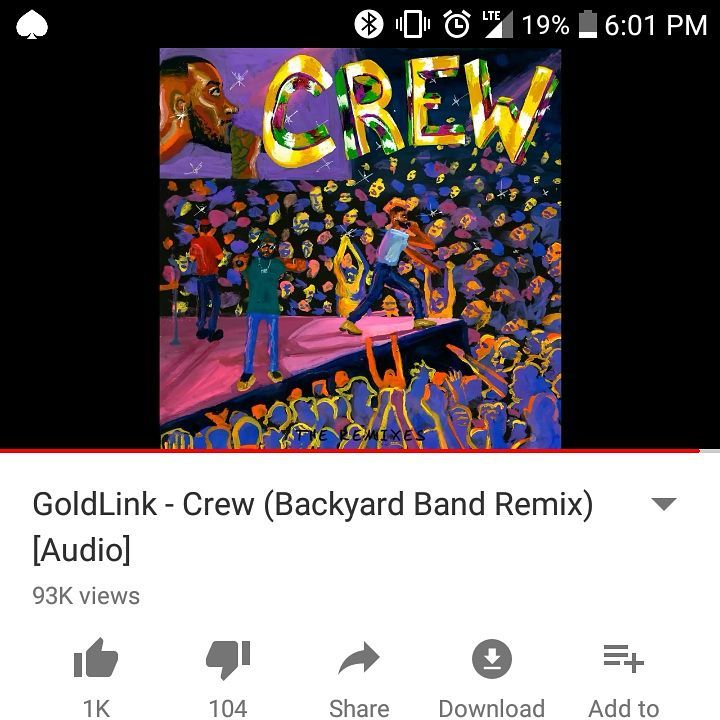 LTE 19% 6:01 PM
CREW
THE REMIXES
GoldLink - Crew (Backyard Band Remix)
[Audio]
93K views
1K 104 Share Download Add to